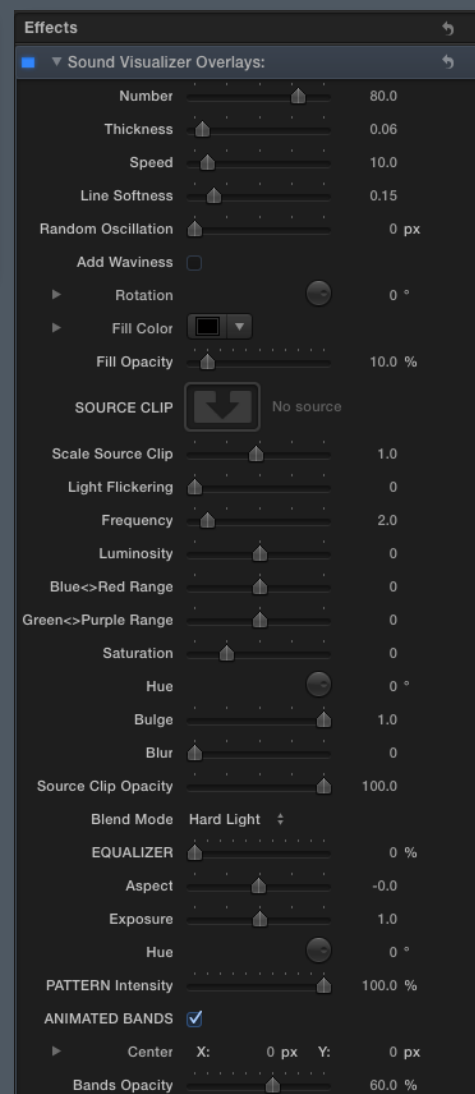 Effects
Sound Visualizer Overlays:
Number 80.0
Thickness 0.06
Speed 10.0
Line Softness 0.15
Random Oscillation 0 px
Add Waviness
Rotation 0 °
Fill Color
Fill Opacity 10.0 %
SOURCE CLIP No source
Scale Source Clip 1.0
Light Flickering 0
Frequency 2.0
Luminosity 0
Blue<>Red Range 0
Green<>Purple Range 0
Saturation 0
Hue 0 °
Bulge 1.0
Blur 0
Source Clip Opacity 100.0
Blend Mode Hard Light
EQUALIZER 0 %
Aspect -0.0
Exposure 1.0
Hue 0 °
PATTERN Intensity 100.0 %
ANIMATED BANDS
Center X: 0 px Y: 0 px
Bands Opacity 60.0 %